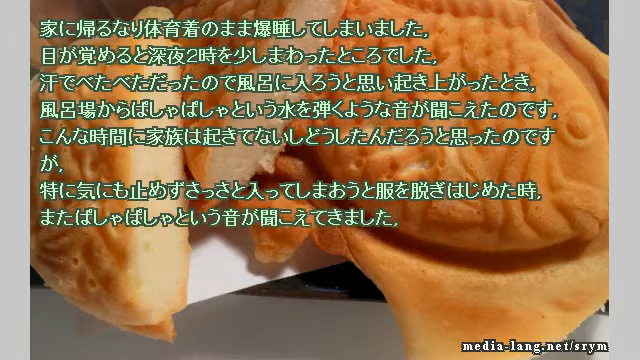 家に帰るなり体育着のまま爆睡してしまいました,
目が覚めると深夜2時を少しまわったところでした,
汗でべたべただったので風呂に入ろうと思い起き上がったとき,
風呂場からぱしゃぱしゃという水を弾くような音が聞こえたのです,
こんな時間に家族は起きてないしどうしたんだろうと思ったのです
が,
特に気にも止めずさっさと入ってしまおうと服を脱ぎはじめた時,
またぱしゃぱしゃという音が聞こえてきました,
media-lang.net/srym